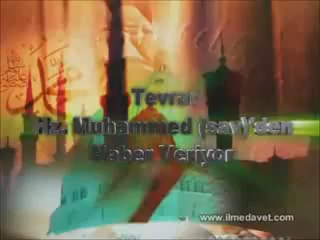 Tevrat
Hz. Muhammed (sav)'den
Haber Veriyor
www.ilmedavet.com